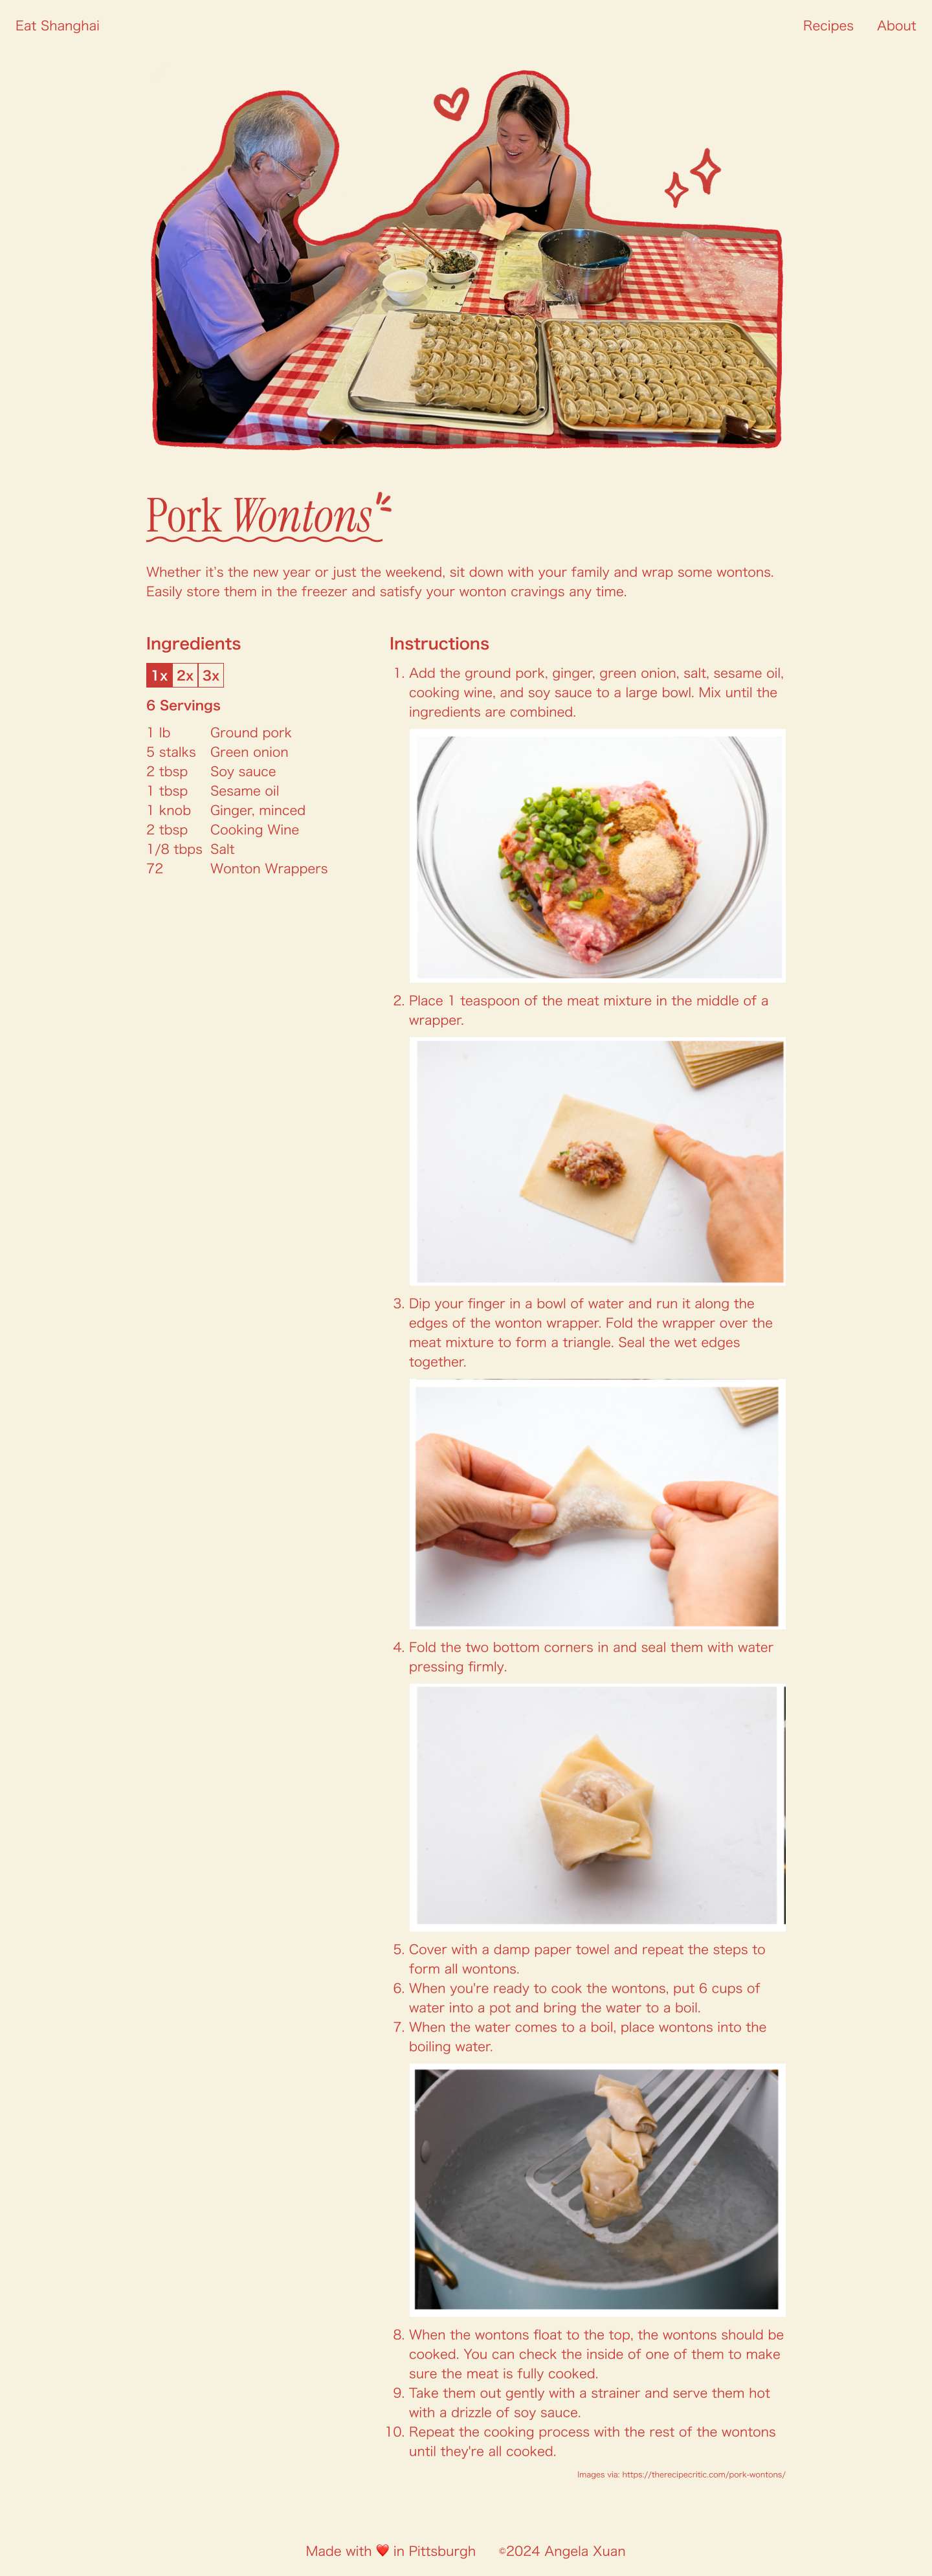 Eat Shanghai
Recipes About
Pork Wontons
Whether it's the new year or just the weekend, sit down with your family and wrap some wontons.
Easily store them in the freezer and satisfy your wonton cravings any time.
Ingredients
1x 2x 3x
6 Servings
1 lb Ground pork
5 stalks Green onion
2 tbsp Soy sauce
1 tbsp Sesame oil
1 knob Ginger, minced
2 tbsp Cooking Wine
1/8 tbps Salt
72 Wonton Wrappers
Instructions
1. Add the ground pork, ginger, green onion, salt, sesame oil,
cooking wine, and soy sauce to a large bowl. Mix until the
ingredients are combined.
2. Place 1 teaspoon of the meat mixture in the middle of a
wrapper.
3. Dip your finger in a bowl of water and run it along the
edges of the wonton wrapper. Fold the wrapper over the
meat mixture to form a triangle. Seal the wet edges
together.
4. Fold the two bottom corners in and seal them with water
pressing firmly.
5. Cover with a damp paper towel and repeat the steps to
form all wontons.
6. When you're ready to cook the wontons, put 6 cups of
water into a pot and bring the water to a boil.
7. When the water comes to a boil, place wontons into the
boiling water.
8. When the wontons float to the top, the wontons should be
cooked. You can check the inside of one of them to make
sure the meat is fully cooked.
9. Take them out gently with a strainer and serve them hot
with a drizzle of soy sauce.
10. Repeat the cooking process with the rest of the wontons
until they're all cooked.
Images via: https://therecipecritic.com/pork-wontons/
Made with ❤️ in Pittsburgh ©2024 Angela Xuan